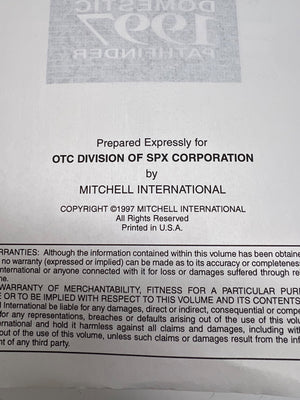 DOMESTIC
1997
PATHFINDER
Prepared Expressly for
OTC DIVISION OF SPX CORPORATION
by
MITCHELL INTERNATIONAL
COPYRIGHT ©1997 MITCHELL INTERNATIONAL
All Rights Reserved
Printed in U.S.A.
RRANTIES: Although the information contained within this volume has been obtaine
no warranty (expressed or implied) can be made as to its accuracy or completeness
nternational or anyone connected with it for loss or damages suffered through re
me.
WARRANTY OF MERCHANTABILITY, FITNESS FOR A PARTICULAR PUR
E OR TO BE IMPLIED WITH RESPECT TO THIS VOLUME AND ITS CONTENTS
l International be liable for any damages, direct or indirect, consequential or compe
for any representations, breaches or defaults arising out of the use of this volum
ernational and hold it harmless against all claims and damages, including with
out of the use of this volume, unless such claims or damages result from the inf
nt of any third party.